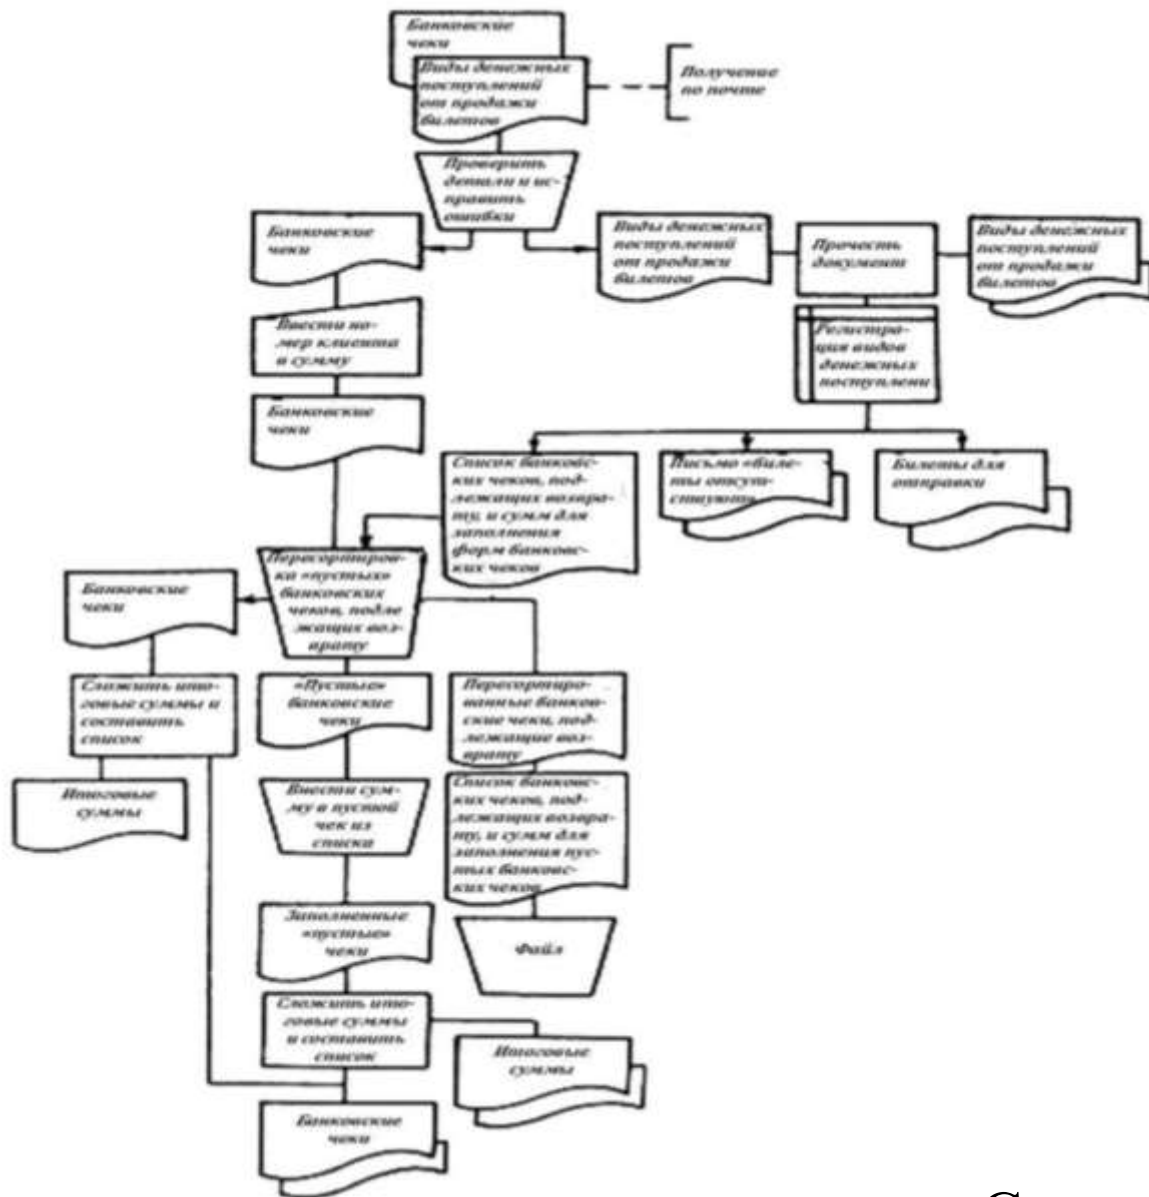 Банковские
чеки
Виды денежных
поступлений
от продажи
билетов
Получение
по почте
Проверить
детали и ис-
править
ошибки
Банковские
чеки
Виды денежных
поступлений
от продажи
билетов
Прочесть
документ
Виды денежных
поступлений
от продажи
билетов
Ввести но-
мер клиента
и сумму
Регистра-
ция видов
денежных
поступлени
Банковские
чеки
Список банковс-
ких чеков, под-
лежащих возвра-
ту, и сумм для
заполнения
форм банковс-
ких чеков
Письмо «биле-
ты отсутс-
твуют»
Билеты для
отправки
Пересортиров-
ка «пустых»
банковских
чеков, подле
жащих воз-
врату
Банковские
чеки
Сложить ито-
говые суммы и
составить
список
«Пустые»
банковские
чеки
Пересортиро-
ванные банков-
ские чеки, под-
лежащие воз-
врату
Итоговые
суммы
Внести сум-
му в пустой
чек из
списка
Список банковс-
ких чеков, под-
лежащих возвра-
ту, и сумм для
заполнения пус-
тых банковс-
ких чеков
Заполненные
«пустые»
чеки
Файл
Сложить ито-
говые суммы
и составить
список
Итоговые
суммы
Банковские
чеки